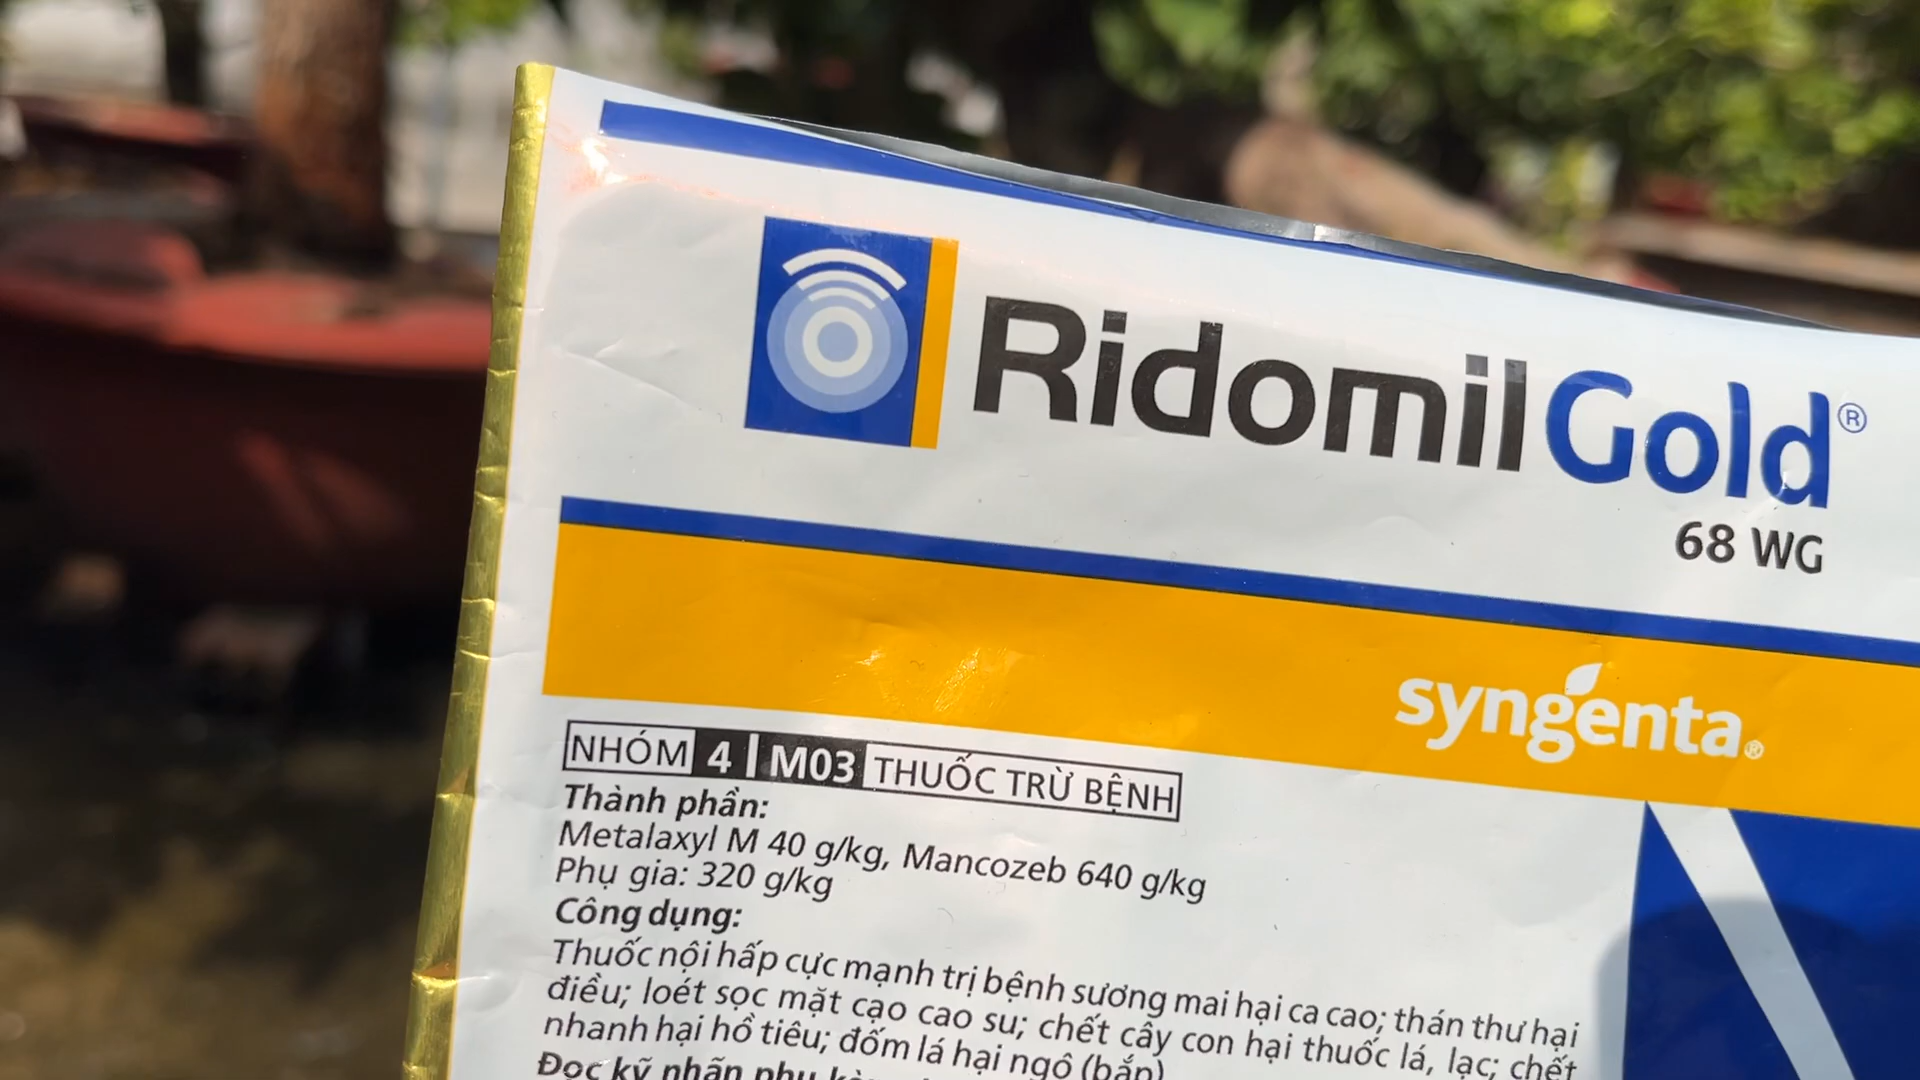 RidomilGold®
68 WG
syngenta®
NHÓM 4 | M03 THUỐC TRỪ BỆNH
Thành phần:
Metalaxyl M 40 g/kg, Mancozeb 640 g/kg
Phụ gia: 320 g/kg
Công dụng:
Thuốc nội hấp cực mạnh trị bệnh sương mai hại ca cao; thán thư hại
điều; loét sọc mặt cạo cao su; chết cây con hại thuốc lá, lạc; chết
nhanh hại hồ tiêu; đốm lá hại ngô (bắp)
Đọc kỹ nhãn phụ